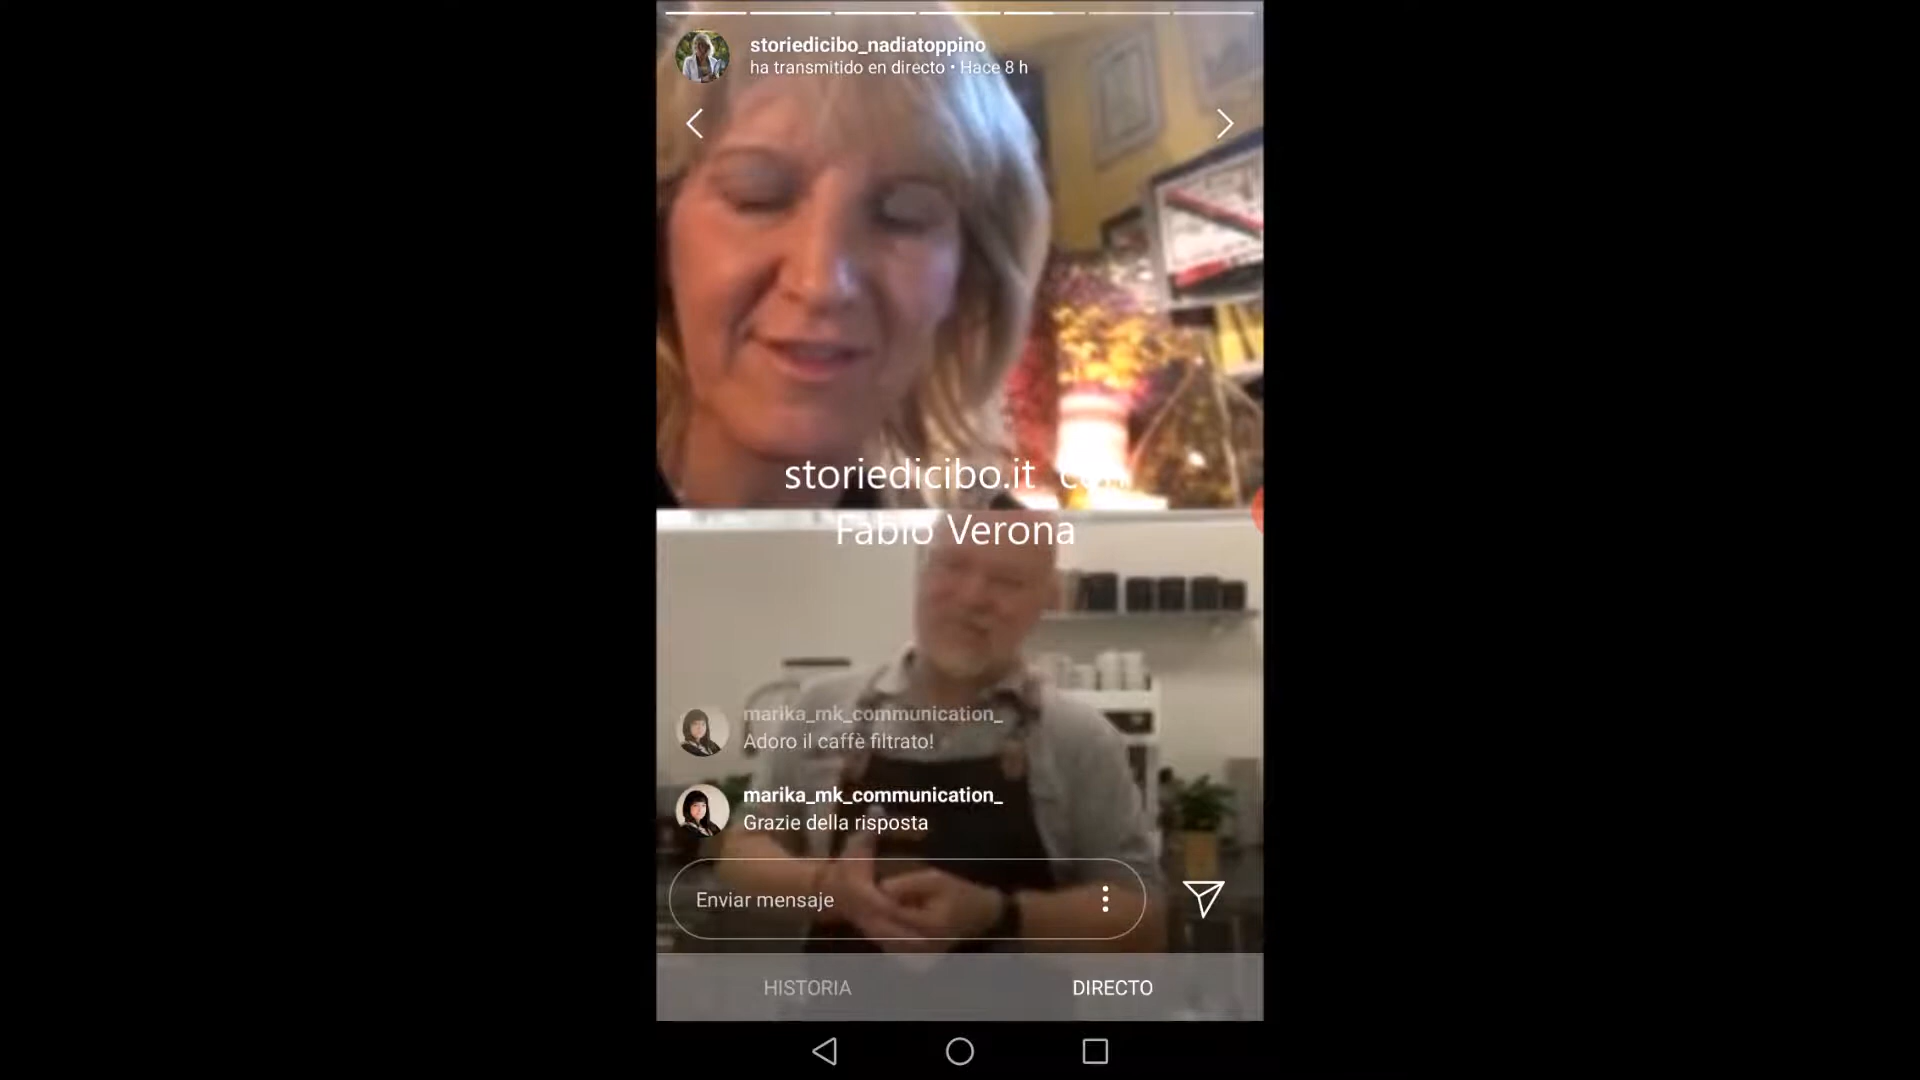 storiedicibo_nadiatoppino
ha transmitido en directo • Hace 8 h
storiedicibo.it con
Fabio Verona
marika_mk_communication_
Adoro il caffè filtrato!
marika_mk_communication_
Grazie della risposta
Enviar mensaje
HISTORIA
DIRECTO